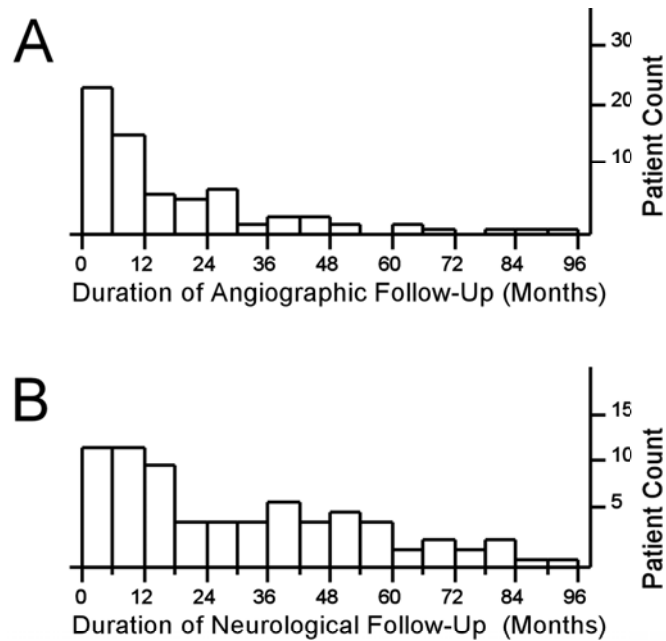 A
30
20
10
Patient Count
0 12 24 36 48 60 72 84 96
Duration of Angiographic Follow-Up (Months)
B
15
10
5
Patient Count
0 12 24 36 48 60 72 84 96
Duration of Neurological Follow-Up (Months)